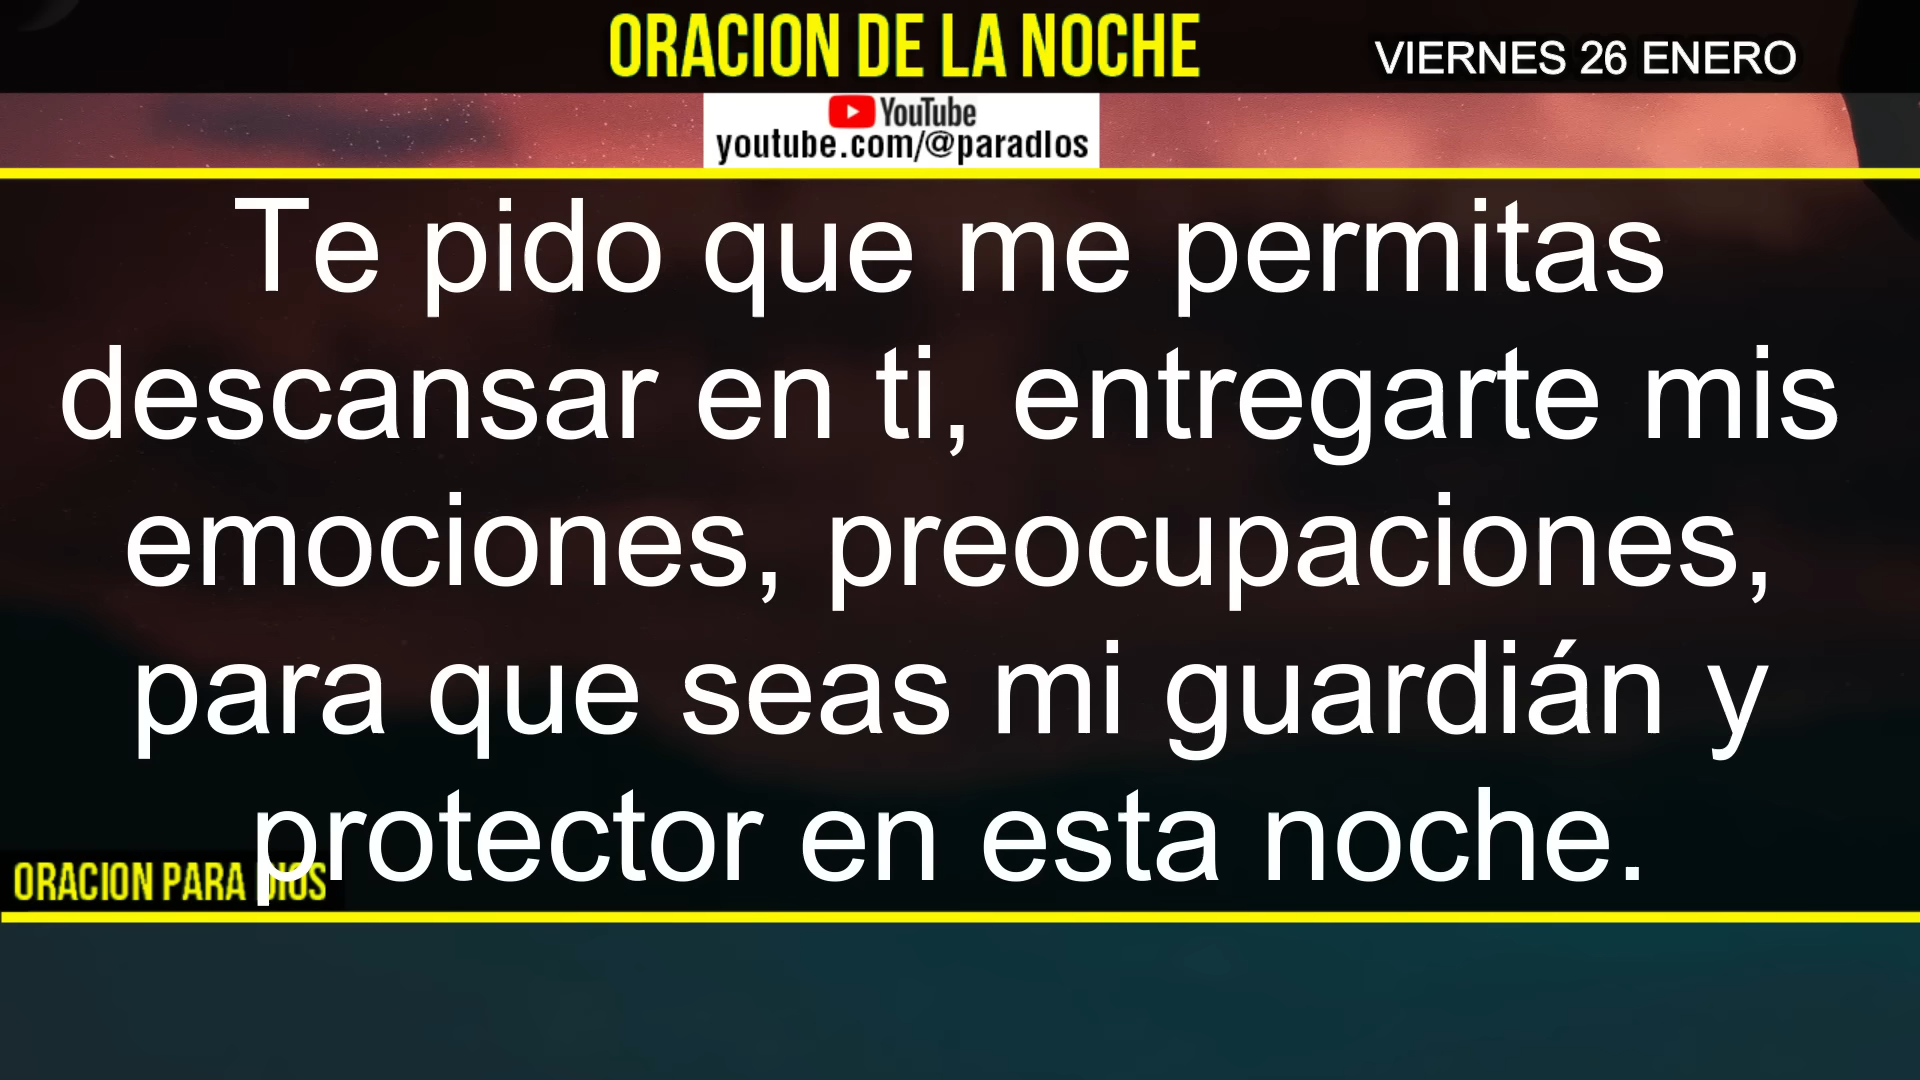 ORACION DE LA NOCHE
VIERNES 26 ENERO
YouTube
youtube.com/@paradIos
Te pido que me permitas
descansar en ti, entregarte mis
emociones, preocupaciones,
para que seas mi guardián y
protector en esta noche.
ORACION PARA DIOS